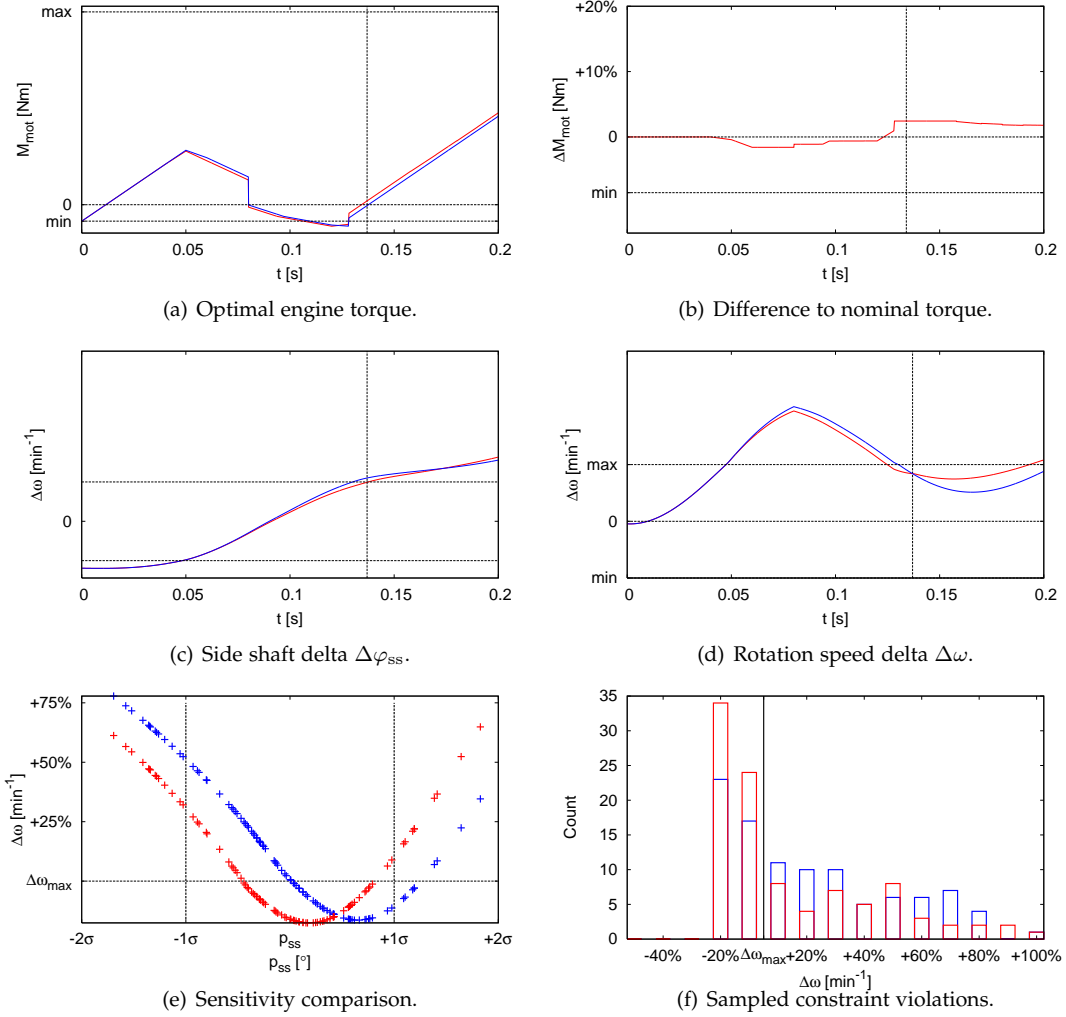 max
0
min
M_mot [Nm]
0 0.05 0.1 0.15 0.2
t [s]
(a) Optimal engine torque.
+20%
+10%
0
min
ΔM_mot [Nm]
0 0.05 0.1 0.15 0.2
t [s]
(b) Difference to nominal torque.
0
Δω [min⁻¹]
0 0.05 0.1 0.15 0.2
t [s]
(c) Side shaft delta Δφ_ss.
max
0
min
Δω [min⁻¹]
0 0.05 0.1 0.15 0.2
t [s]
(d) Rotation speed delta Δω.
+75%
+50%
+25%
Δω_max
Δω [min⁻¹]
-2σ -1σ p_ss +1σ +2σ
p_ss [°]
(e) Sensitivity comparison.
35
30
25
20
15
10
5
0
Count
-40% -20% Δω_max +20% +40% +60% +80% +100%
Δω [min⁻¹]
(f) Sampled constraint violations.